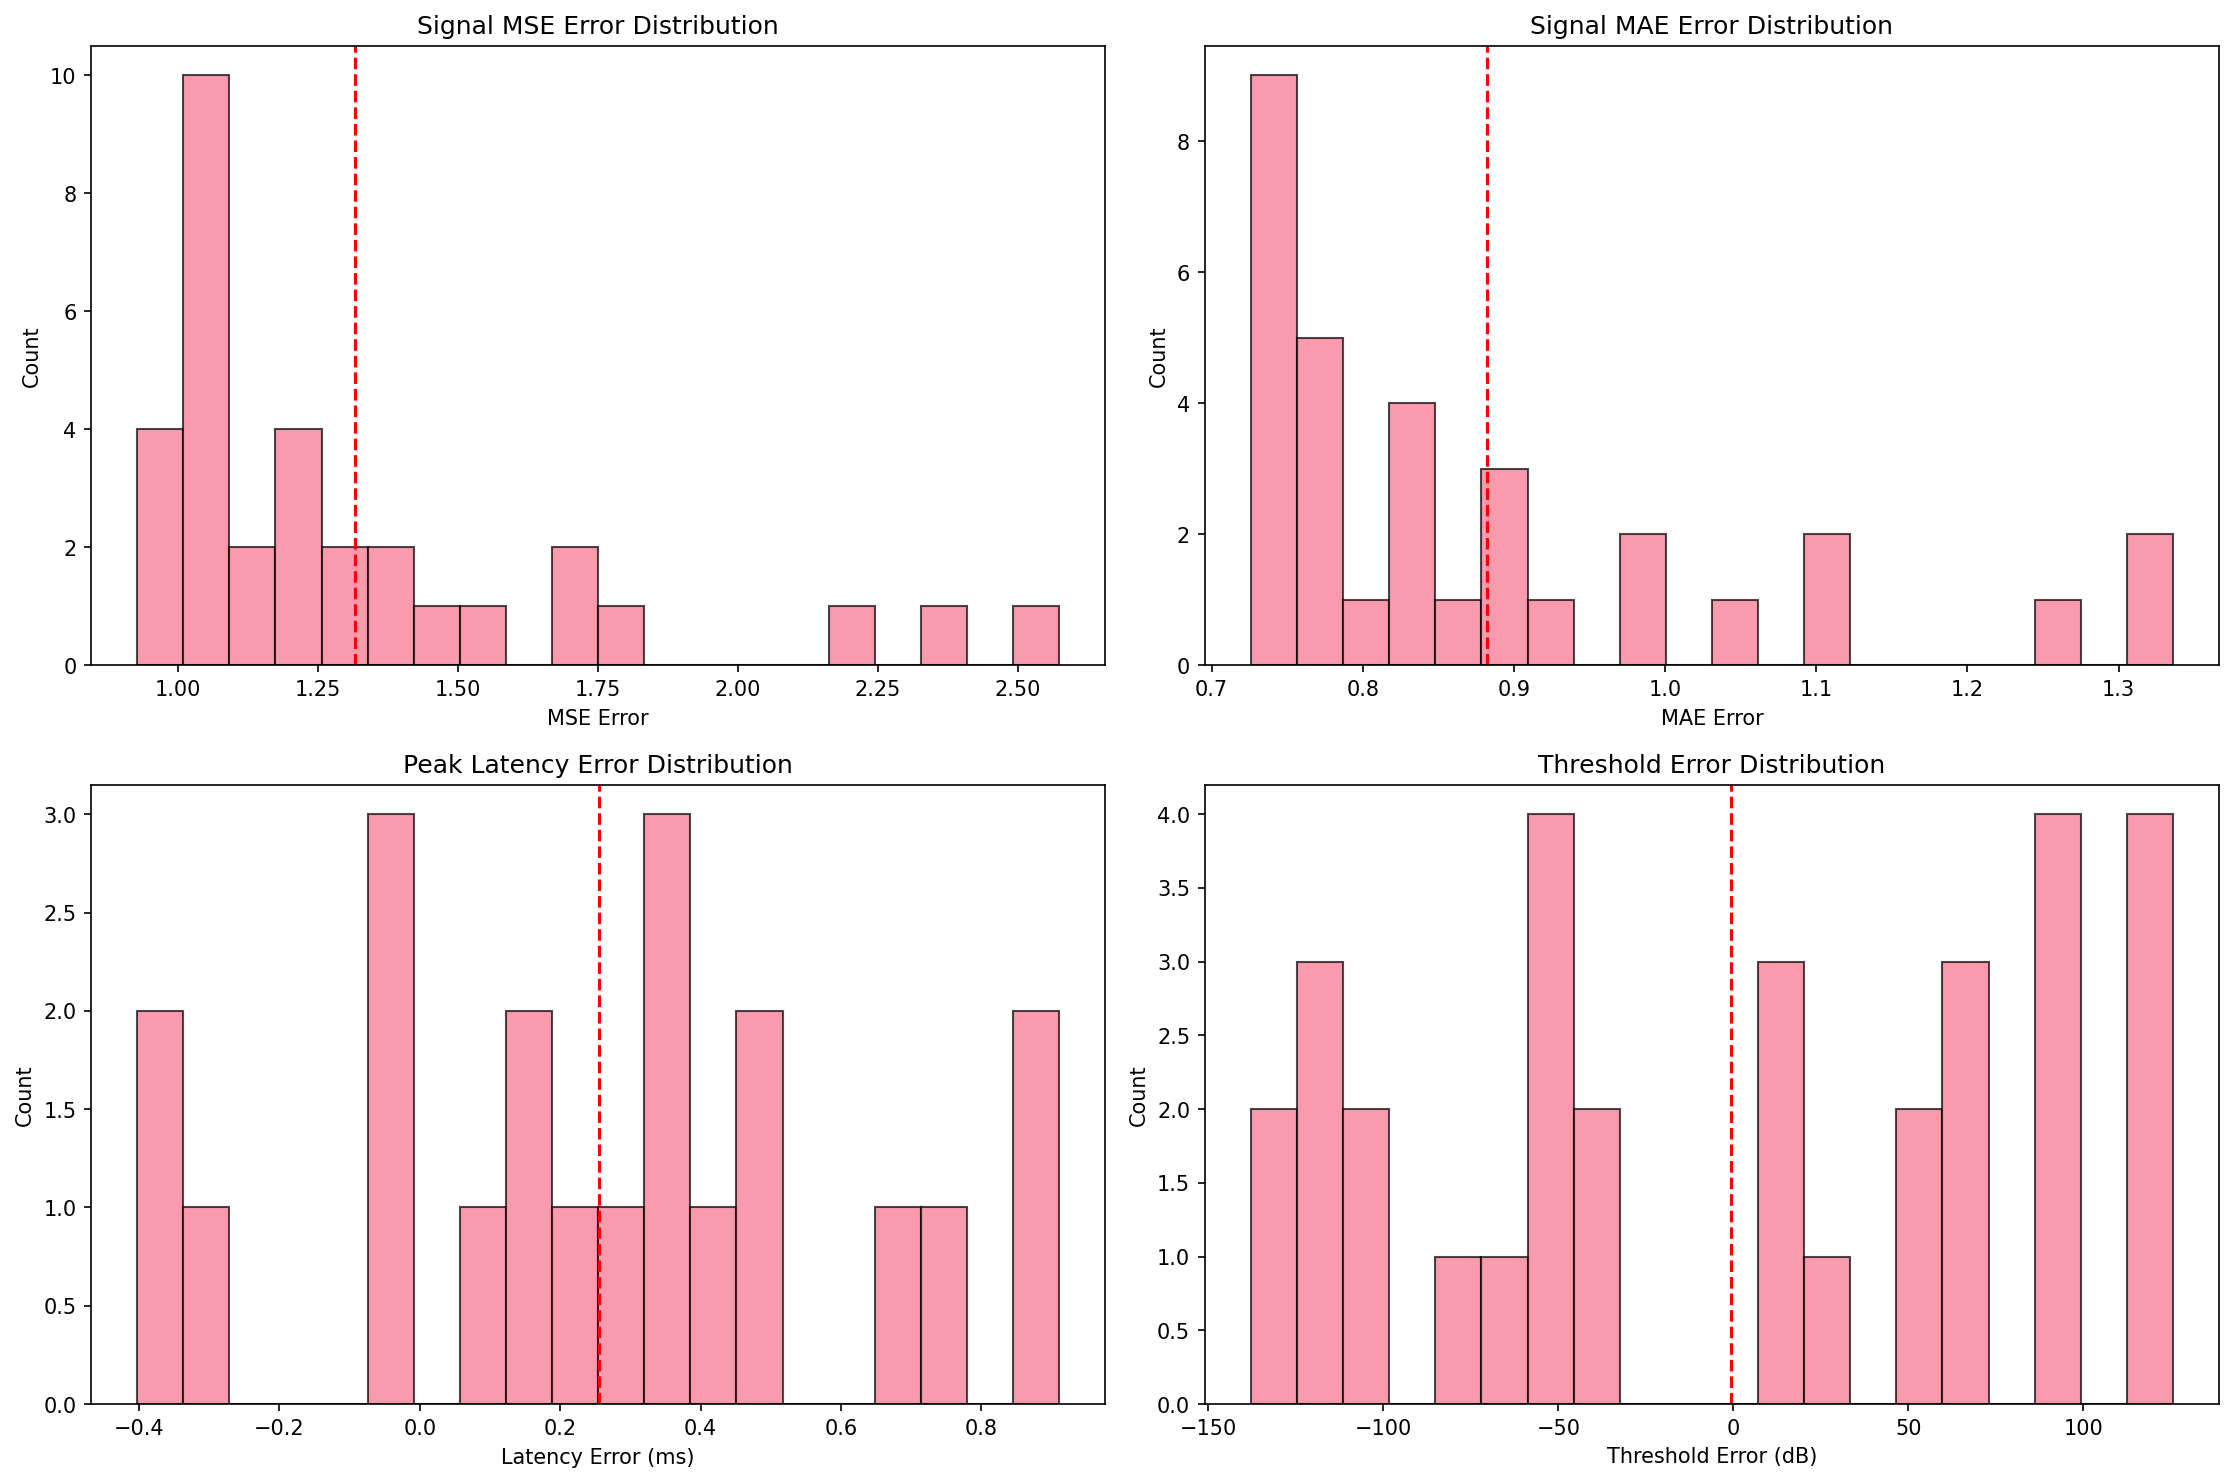 Signal MSE Error Distribution
Count
10
8
6
4
2
0
1.00 1.25 1.50 1.75 2.00 2.25 2.50
MSE Error
Signal MAE Error Distribution
Count
8
6
4
2
0
0.7 0.8 0.9 1.0 1.1 1.2 1.3
MAE Error
Peak Latency Error Distribution
Count
3.0
2.5
2.0
1.5
1.0
0.5
0.0
−0.4 −0.2 0.0 0.2 0.4 0.6 0.8
Latency Error (ms)
Threshold Error Distribution
Count
4.0
3.5
3.0
2.5
2.0
1.5
1.0
0.5
0.0
−150 −100 −50 0 50 100
Threshold Error (dB)